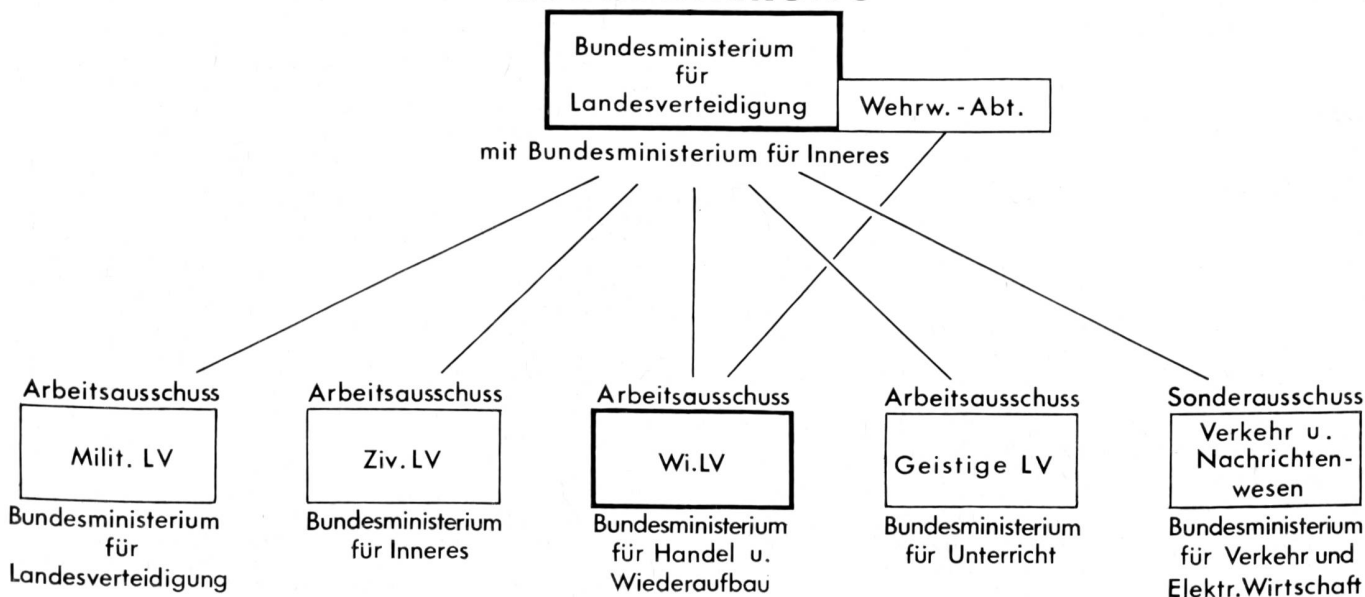 Bundesministerium
für
Landesverteidigung
Wehrw.-Abt.
mit Bundesministerium für Inneres
Arbeitsausschuss
Milit. LV
Bundesministerium
für
Landesverteidigung
Arbeitsausschuss
Ziv. LV
Bundesministerium
für Inneres
Arbeitsausschuss
Wi.LV
Bundesministerium
für Handel u.
Wiederaufbau
Arbeitsausschuss
Geistige LV
Bundesministerium
für Unterricht
Sonderausschuss
Verkehr u.
Nachrichten-
wesen
Bundesministerium
für Verkehr und
Elektr.Wirtschaft